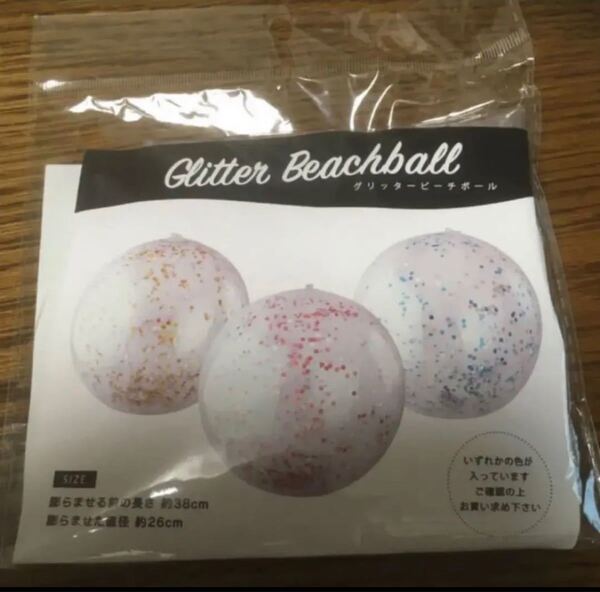 Glitter Beachball
グリッタービーチボール
SIZE
膨らませる前の長さ 約38cm
膨らませた直径 約26cm
いずれかの色が
入っています
ご確認の上
お買い求め下さい